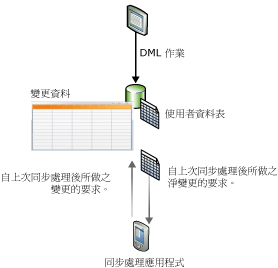 DML 作業
變更資料
使用者資料表
自上次同步處理後所做之
變更的要求。
自上次同步處理後所做之
淨變更的要求。
同步處理應用程式